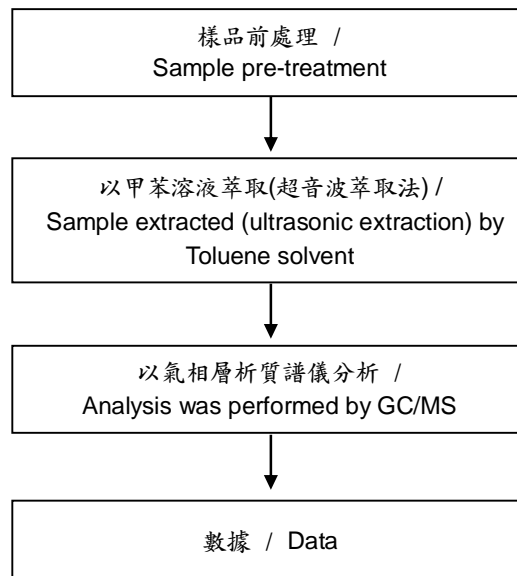 樣品前處理 /
Sample pre-treatment
以甲苯溶液萃取(超音波萃取法) /
Sample extracted (ultrasonic extraction) by
Toluene solvent
以氣相層析質譜儀分析 /
Analysis was performed by GC/MS
數據 / Data